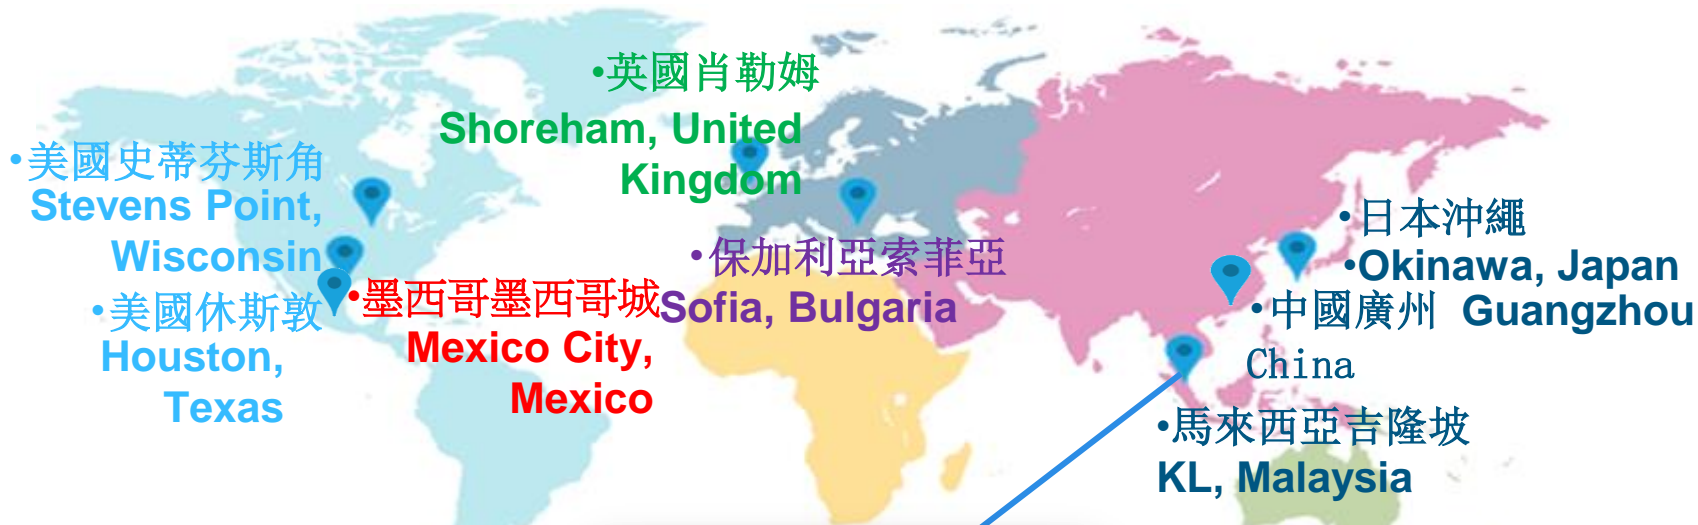 •英國肖勒姆
Shoreham, United
Kingdom
•美國史蒂芬斯角
Stevens Point,
Wisconsin
•美國休斯敦
Houston,
Texas
•墨西哥墨西哥城
Mexico City,
Mexico
•保加利亞索菲亞
Sofia, Bulgaria
•日本沖繩
•Okinawa, Japan
•中國廣州 Guangzhou
China
•馬來西亞吉隆坡
KL, Malaysia